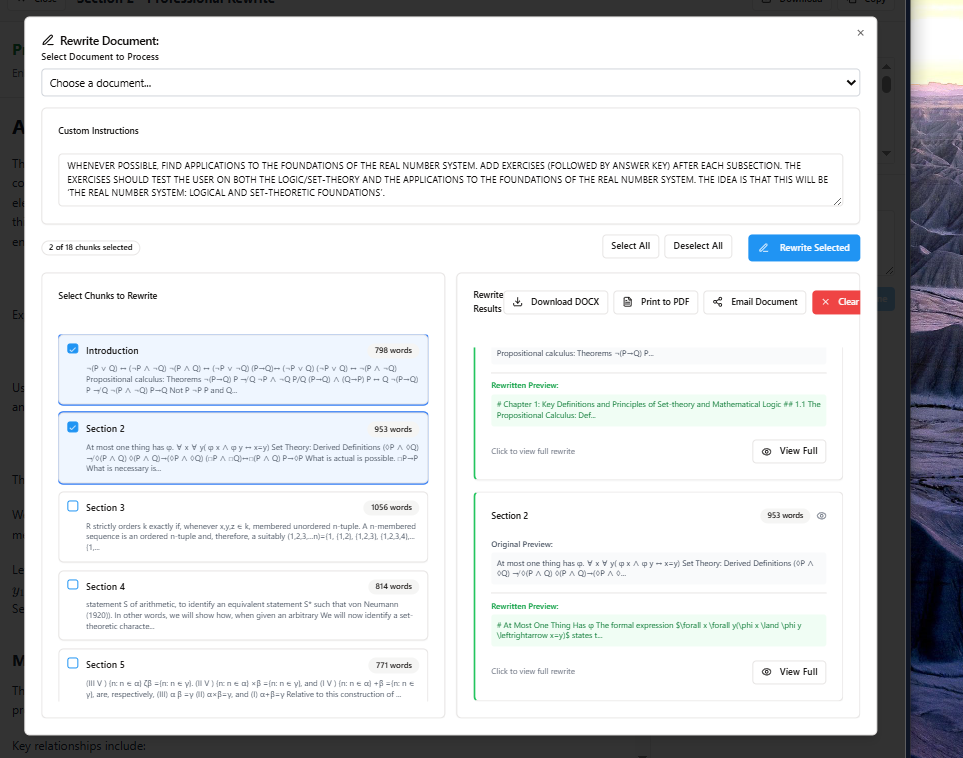 Close
Section 2 - Professional Rewrite
Download
Copy
Rewrite Document:
×
Select Document to Process
Choose a document...
Custom Instructions
WHENEVER POSSIBLE, FIND APPLICATIONS TO THE FOUNDATIONS OF THE REAL NUMBER SYSTEM. ADD EXERCISES (FOLLOWED BY ANSWER KEY) AFTER EACH SUBSECTION. THE
EXERCISES SHOULD TEST THE USER ON BOTH THE LOGIC/SET-THEORY AND THE APPLICATIONS TO THE FOUNDATIONS OF THE REAL NUMBER SYSTEM. THE IDEA IS THAT THIS WILL BE
'THE REAL NUMBER SYSTEM: LOGICAL AND SET-THEORETIC FOUNDATIONS'.
2 of 18 chunks selected
Select All
Deselect All
Rewrite Selected
Select Chunks to Rewrite
Introduction
798 words
¬(P ∨ Q) ↔ (¬P ∧ ¬Q) ¬(P ∧ Q) ↔ (¬P ∨ ¬Q) (P→Q)↔ (¬P ∨ Q) (¬P ∨ Q) ↔ ¬(P ∧ ¬Q)
Propositional calculus: Theorems ¬(P→Q) P ¬/Q ¬P ∧ ¬Q P/Q (P→Q) ∧ (Q→P) P ↔ Q ¬(P→Q)
P ¬/Q ¬(P ∧ ¬Q) P→Q Not P ¬P P and Q...
Section 2
953 words
At most one thing has φ. ∀ x ∀ y( φ x ∧ φ y ↔ x=y) Set Theory: Derived Definitions (◊P ∧ ◊Q)
¬/◊(P ∧ Q) ◊(P ∧ Q)→(◊P ∧ ◊Q) (□P ∧ □Q)↔□(P ∧ Q) P→◊P What is actual is possible. □P→P
What is necessary is...
Section 3
1056 words
R strictly orders k exactly if, whenever x,y,z ∈ k, membered unordered n-tuple. A n-membered
sequence is an ordered n-tuple and, therefore, a suitably (1,2,3,...n)={1, (1,2), (1,2,3), (1,2,3,4),...
{1,...
Section 4
814 words
statement S of arithmetic, to identify an equivalent statement S* such that von Neumann
(1920)). In other words, we will show how, when given an arbitrary We will now identify a set-
theoretic characte...
Section 5
771 words
(III V ) (n: n ∈ α) ζβ ={n: n ∈ γ}. (II V ) (n: n ∈ α) ×β ={n: n ∈ γ}, and (I V ) (n: n ∈ α) +β ={n: n ∈
γ}, are, respectively, (III) α β =γ (II) α×β=γ, and (I) α+β=γ Relative to this construction of ...
Rewrite
Results
Download DOCX
Print to PDF
Email Document
Clear
Propositional calculus: Theorems ¬(P→Q) P...
Rewritten Preview:
# Chapter 1: Key Definitions and Principles of Set-theory and Mathematical Logic ## 1.1 The
Propositional Calculus: Def...
Click to view full rewrite
View Full
Section 2
953 words
Original Preview:
At most one thing has φ. ∀ x ∀ y( φ x ∧ φ y ↔ x=y) Set Theory: Derived Definitions (◊P ∧
◊Q) ¬/◊(P ∧ Q) ◊(P ∧ Q)→(◊P ∧ ◊...
Rewritten Preview:
# At Most One Thing Has φ The formal expression $\forall x \forall y(\phi x \land \phi y
\leftrightarrow x=y)$ states t...
Click to view full rewrite
View Full
Key relationships include: